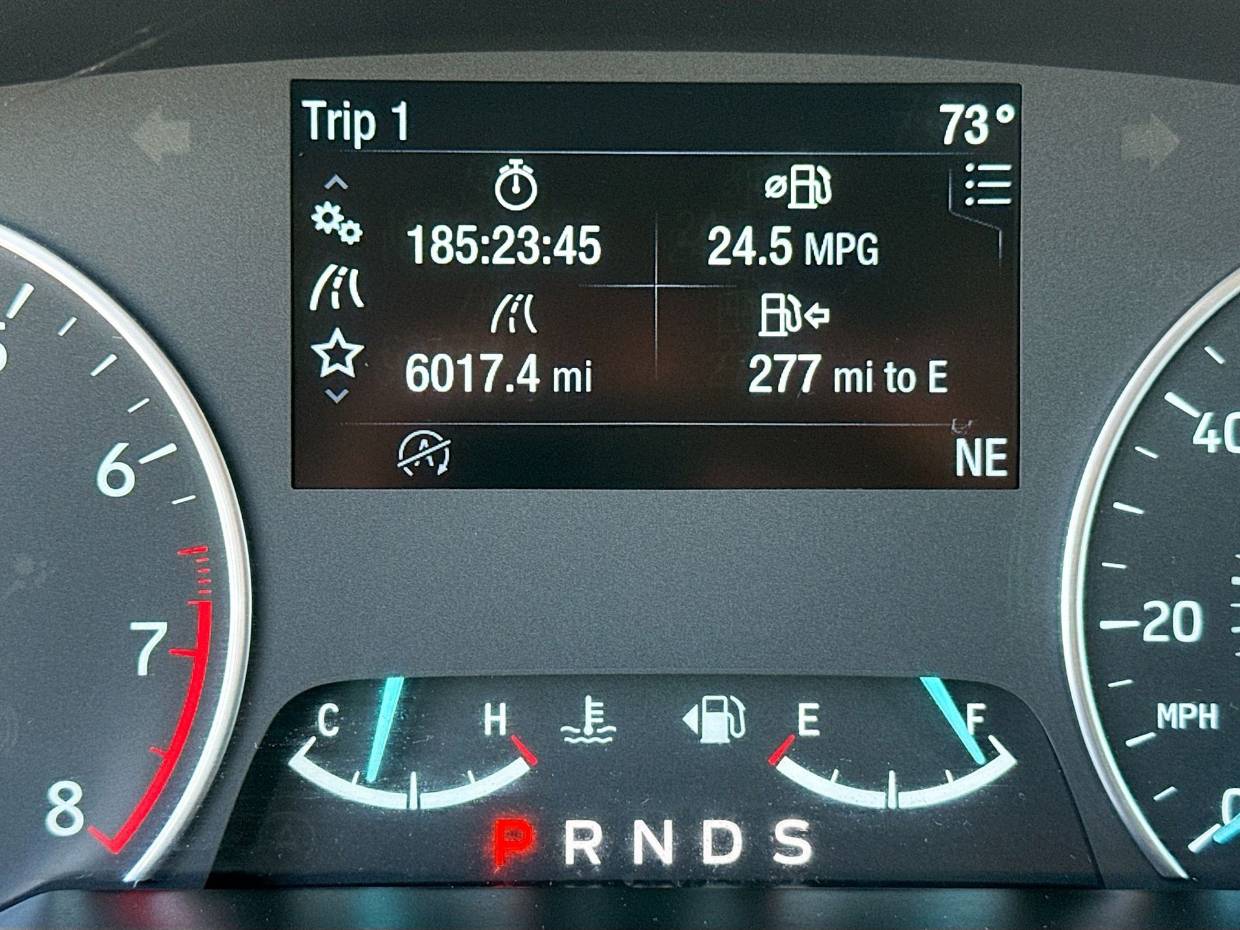 Trip 1 73°
185:23:45 24.5 MPG
6017.4 mi 277 mi to E
A NE
6
7
8
40
20
MPH
0
C H E F
P R N D S